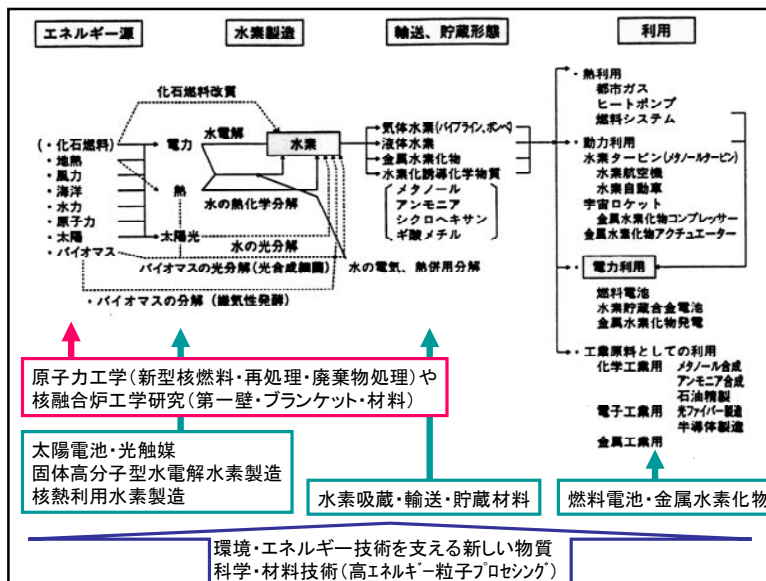 エネルギー源
水素製造
輸送、貯蔵形態
利用
化石燃料改質
(・化石燃料)
・地熱
・風力
・海洋
・水力
・原子力
・太陽
・バイオマス
電力
熱
太陽光
水電解
水素
水の熱化学分解
水の光分解
バイオマスの光分解(光合成細菌)
水の電気、熱併用分解
・バイオマスの分解(嫌気性発酵)
気体水素(パイプライン、ボンベ)
液体水素
金属水素化物
水素化誘導化学物質
メタノール
アンモニア
シクロヘキサン
ギ酸メチル
・熱利用
都市ガス
ヒートポンプ
燃料システム
・動力利用
水素タービン(メタノールタービン)
水素航空機
水素自動車
宇宙ロケット
金属水素化物コンプレッサー
金属水素化物アクチュエーター
・電力利用
燃料電池
水素貯蔵合金電池
金属水素化物発電
・工業原料としての利用
化学工業用 メタノール合成
アンモニア合成
石油精製
電子工業用 光ファイバー製造
半導体製造
金属工業用
原子力工学(新型核燃料・再処理・廃棄物処理)や
核融合炉工学研究(第一壁・ブランケット・材料)
太陽電池・光触媒
固体高分子型水電解水素製造
核熱利用水素製造
水素吸蔵・輸送・貯蔵材料
燃料電池・金属水素化物
環境・エネルギー技術を支える新しい物質
科学・材料技術(高エネルギー粒子プロセシング)